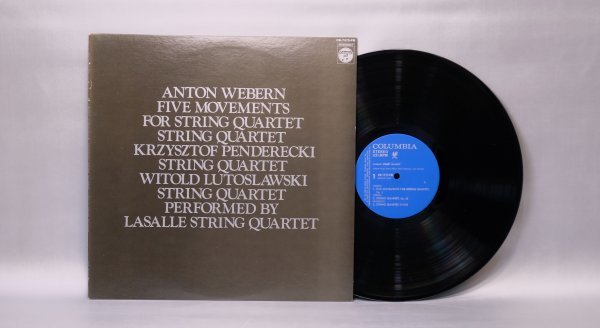 ANTON WEBERN
FIVE MOVEMENTS
FOR STRING QUARTET
STRING QUARTET
KRZYSZTOF PENDERECKI
STRING QUARTET
WITOLD LUTOSLAWSKI
STRING QUARTET
PERFORMED BY
LASALLE STRING QUARTET
COLUMBIA
STEREO
1